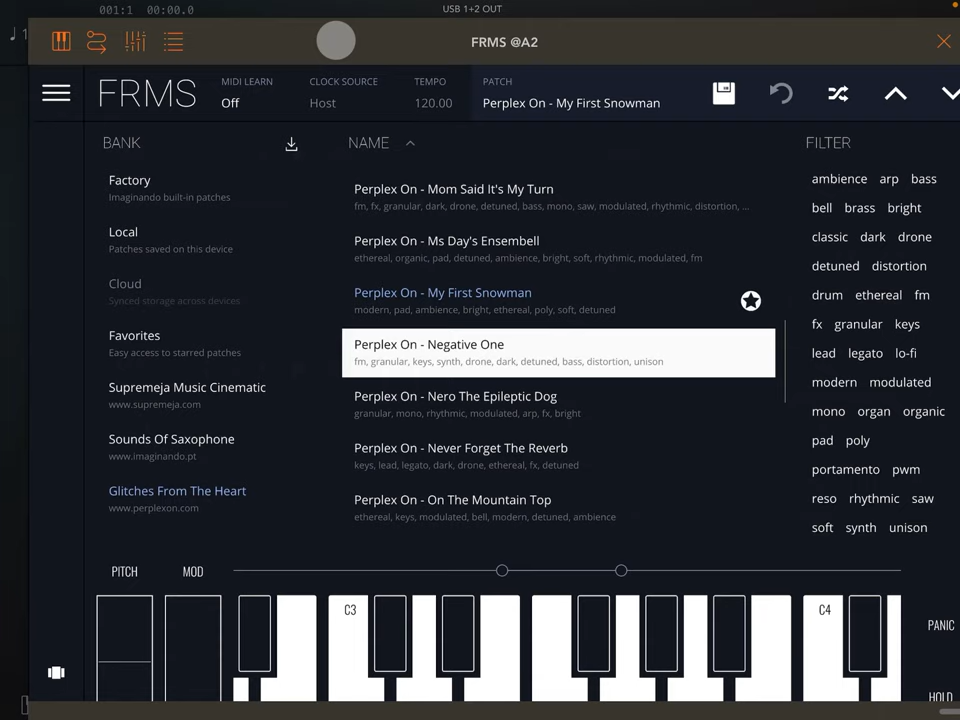 001:1 00:00.0
USB 1+2 OUT
1
FRMS @A2
FRMS
MIDI LEARN
Off
CLOCK SOURCE
Host
TEMPO
120.00
PATCH
Perplex On - My First Snowman
BANK
Factory
Imaginando built-in patches
Local
Patches saved on this device
Cloud
Synced storage across devices
Favorites
Easy access to starred patches
Supremeja Music Cinematic
www.supremeja.com
Sounds Of Saxophone
www.imaginando.pt
Glitches From The Heart
www.perplexon.com
NAME
Perplex On - Mom Said It's My Turn
fm, fx, granular, dark, drone, detuned, bass, mono, saw, modulated, rhythmic, distortion, ...
Perplex On - Ms Day's Ensembell
ethereal, organic, pad, detuned, ambience, bright, soft, rhythmic, modulated, fm
Perplex On - My First Snowman
modern, pad, ambience, bright, ethereal, poly, soft, detuned
Perplex On - Negative One
fm, granular, keys, synth, drone, dark, detuned, bass, distortion, unison
Perplex On - Nero The Epileptic Dog
granular, mono, rhythmic, modulated, arp, fx, bright
Perplex On - Never Forget The Reverb
keys, lead, legato, dark, drone, ethereal, fx, detuned
Perplex On - On The Mountain Top
ethereal, keys, modulated, bell, modern, detuned, ambience
FILTER
ambience arp bass
bell brass bright
classic dark drone
detuned distortion
drum ethereal fm
fx granular keys
lead legato lo-fi
modern modulated
mono organ organic
pad poly
portamento pwm
reso rhythmic saw
soft synth unison
PITCH MOD
C3 C4
PANIC
HOLD